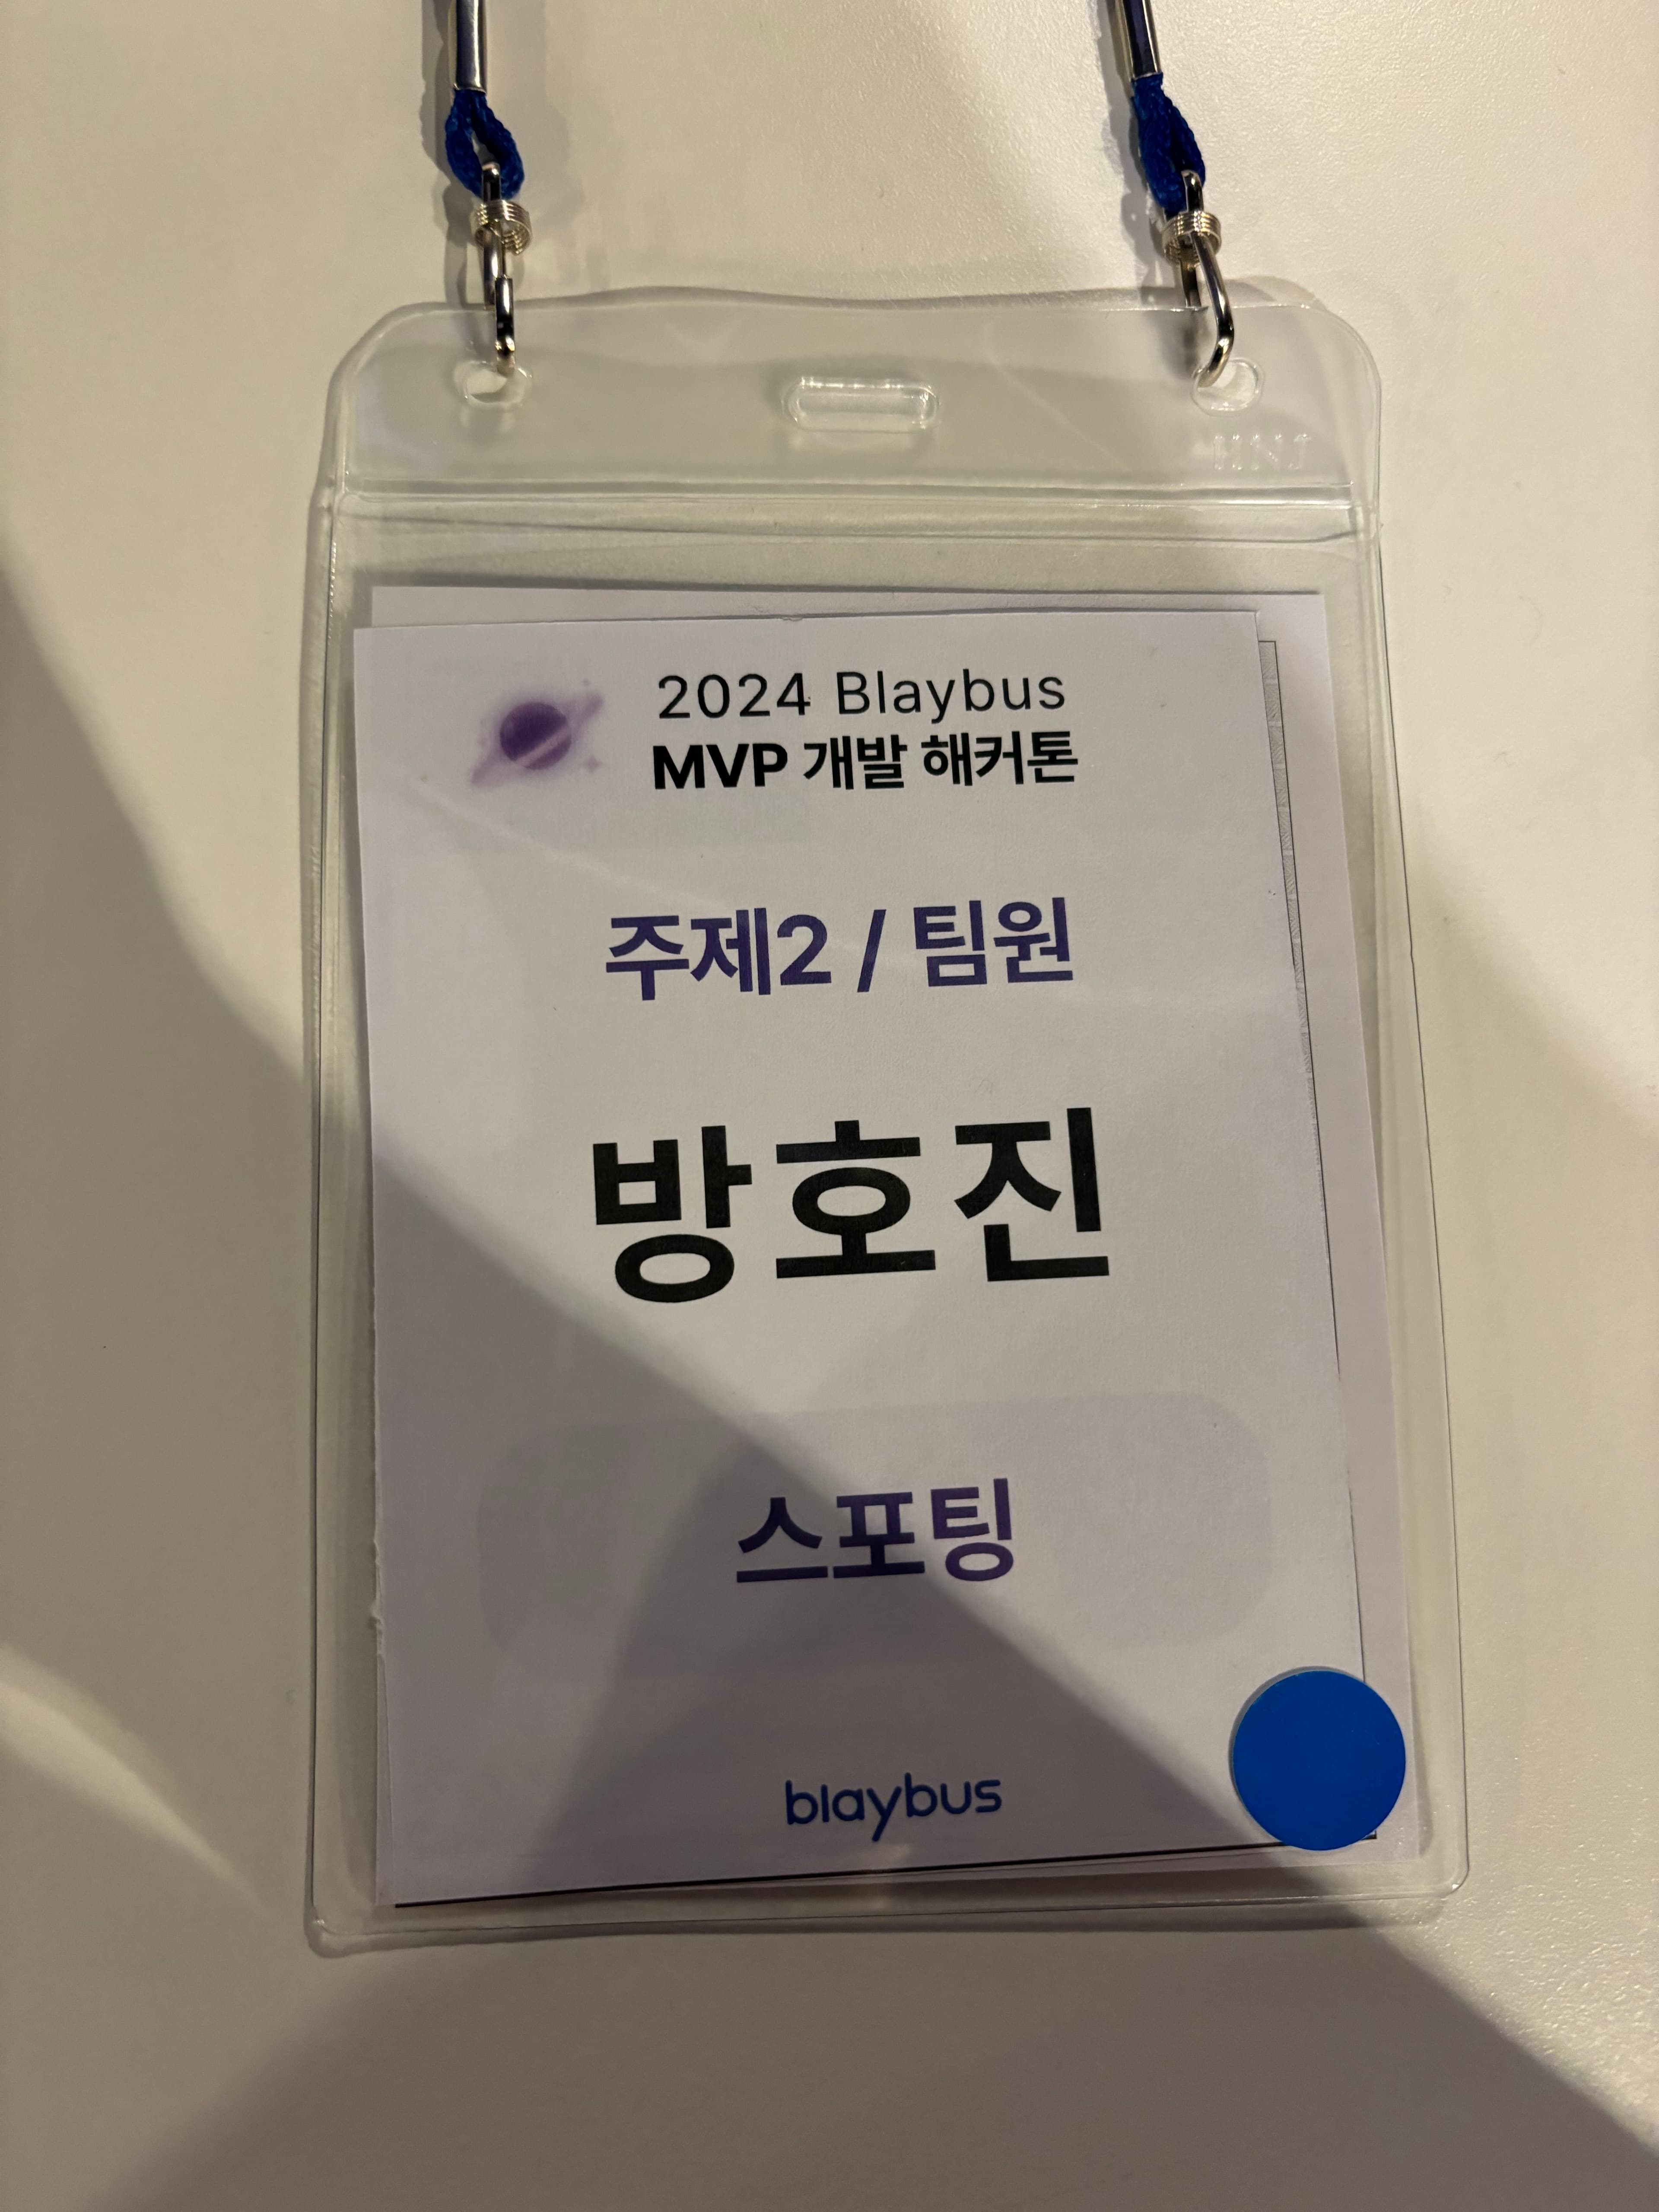 2024 Blaybus
MVP 개발 해커톤
주제2 / 팀원
방호진
스포팅
blaybus